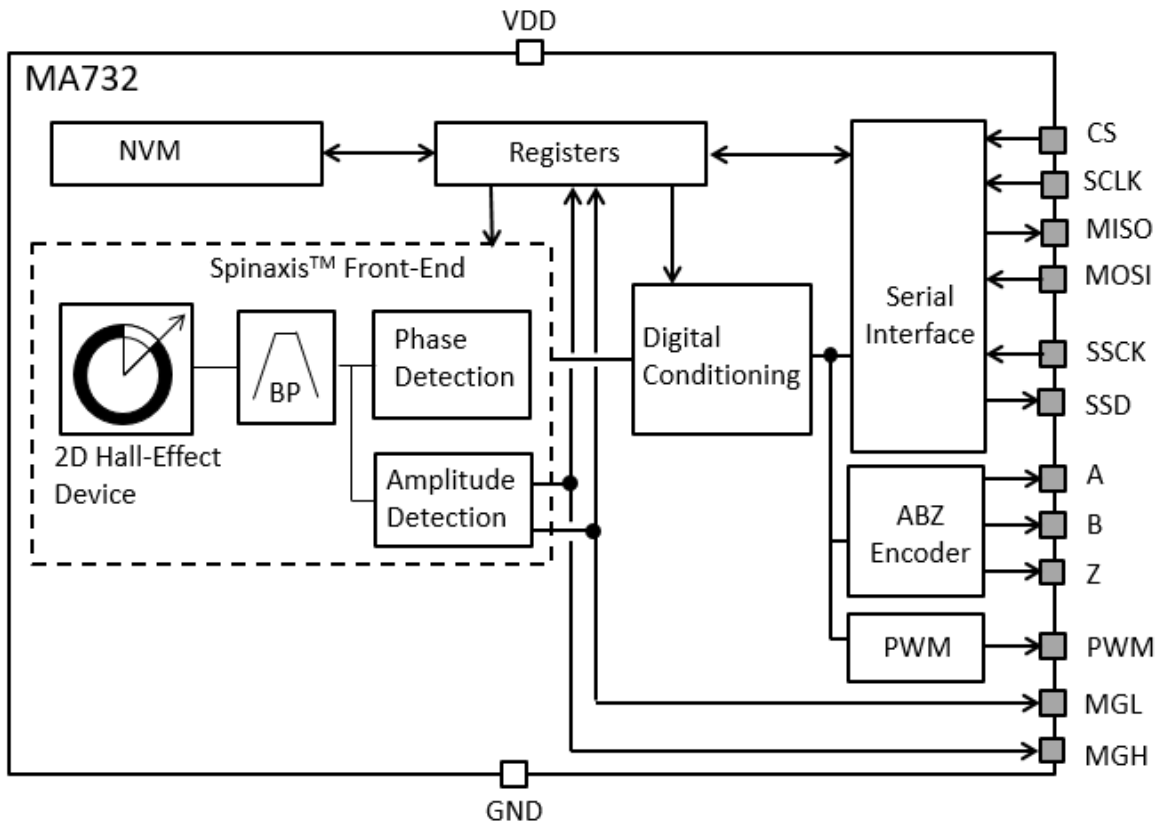 VDD
MA732
NVM
Registers
Spinaxis™ Front-End
BP
Phase
Detection
Amplitude
Detection
2D Hall-Effect
Device
Digital
Conditioning
Serial
Interface
ABZ
Encoder
PWM
CS
SCLK
MISO
MOSI
SSCK
SSD
A
B
Z
PWM
MGL
MGH
GND